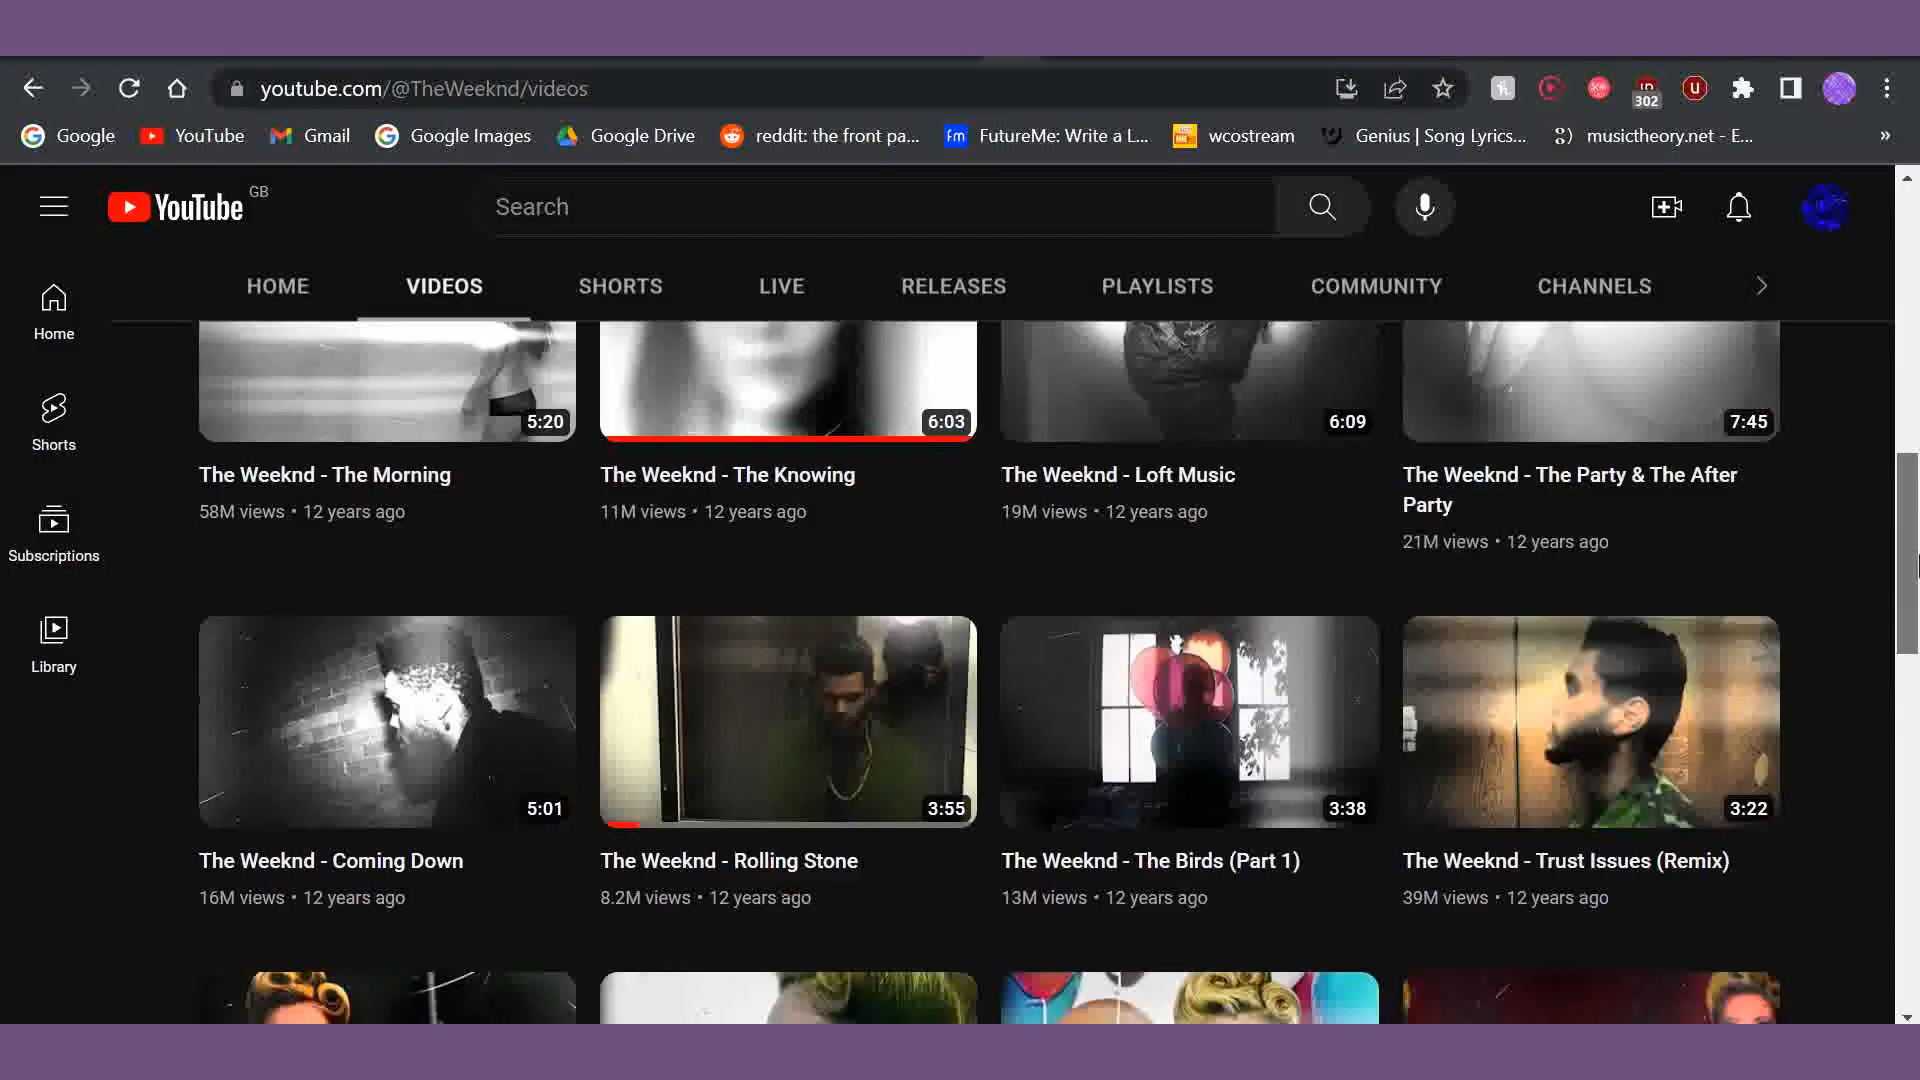 youtube.com/@TheWeeknd/videos
302
Google YouTube Gmail Google Images Google Drive reddit: the front pa... fm FutureMe: Write a L... wcostream Genius | Song Lyrics... musictheory.net - E... »
YouTube GB
Search
HOME VIDEOS SHORTS LIVE RELEASES PLAYLISTS COMMUNITY CHANNELS
Home
Shorts
Subscriptions
Library
5:20 6:03 6:09 7:45
The Weeknd - The Morning
58M views • 12 years ago
The Weeknd - The Knowing
11M views • 12 years ago
The Weeknd - Loft Music
19M views • 12 years ago
The Weeknd - The Party & The After
Party
21M views • 12 years ago
5:01 3:55 3:38 3:22
The Weeknd - Coming Down
16M views • 12 years ago
The Weeknd - Rolling Stone
8.2M views • 12 years ago
The Weeknd - The Birds (Part 1)
13M views • 12 years ago
The Weeknd - Trust Issues (Remix)
39M views • 12 years ago